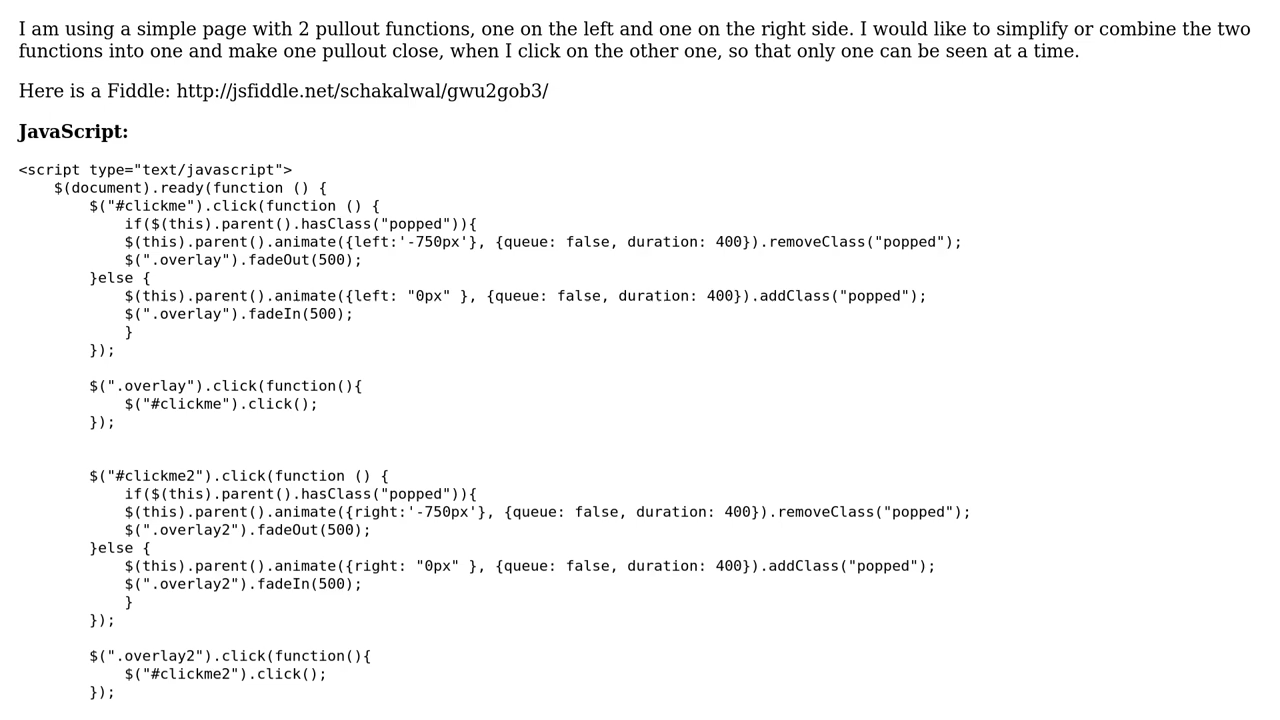 I am using a simple page with 2 pullout functions, one on the left and one on the right side. I would like to simplify or combine the two
functions into one and make one pullout close, when I click on the other one, so that only one can be seen at a time.
Here is a Fiddle: http://jsfiddle.net/schakalwal/gwu2gob3/
JavaScript:
<script type="text/javascript">
    $(document).ready(function () {
        $("#clickme").click(function () {
            if($(this).parent().hasClass("popped")){
            $(this).parent().animate({left:'-750px'}, {queue: false, duration: 400}).removeClass("popped");
            $(".overlay").fadeOut(500);
        }else {
            $(this).parent().animate({left: "0px" }, {queue: false, duration: 400}).addClass("popped");
            $(".overlay").fadeIn(500);
            }
        });
        $(".overlay").click(function(){
            $("#clickme").click();
        });
        $("#clickme2").click(function () {
            if($(this).parent().hasClass("popped")){
            $(this).parent().animate({right:'-750px'}, {queue: false, duration: 400}).removeClass("popped");
            $(".overlay2").fadeOut(500);
        }else {
            $(this).parent().animate({right: "0px" }, {queue: false, duration: 400}).addClass("popped");
            $(".overlay2").fadeIn(500);
            }
        });
        $(".overlay2").click(function(){
            $("#clickme2").click();
        });